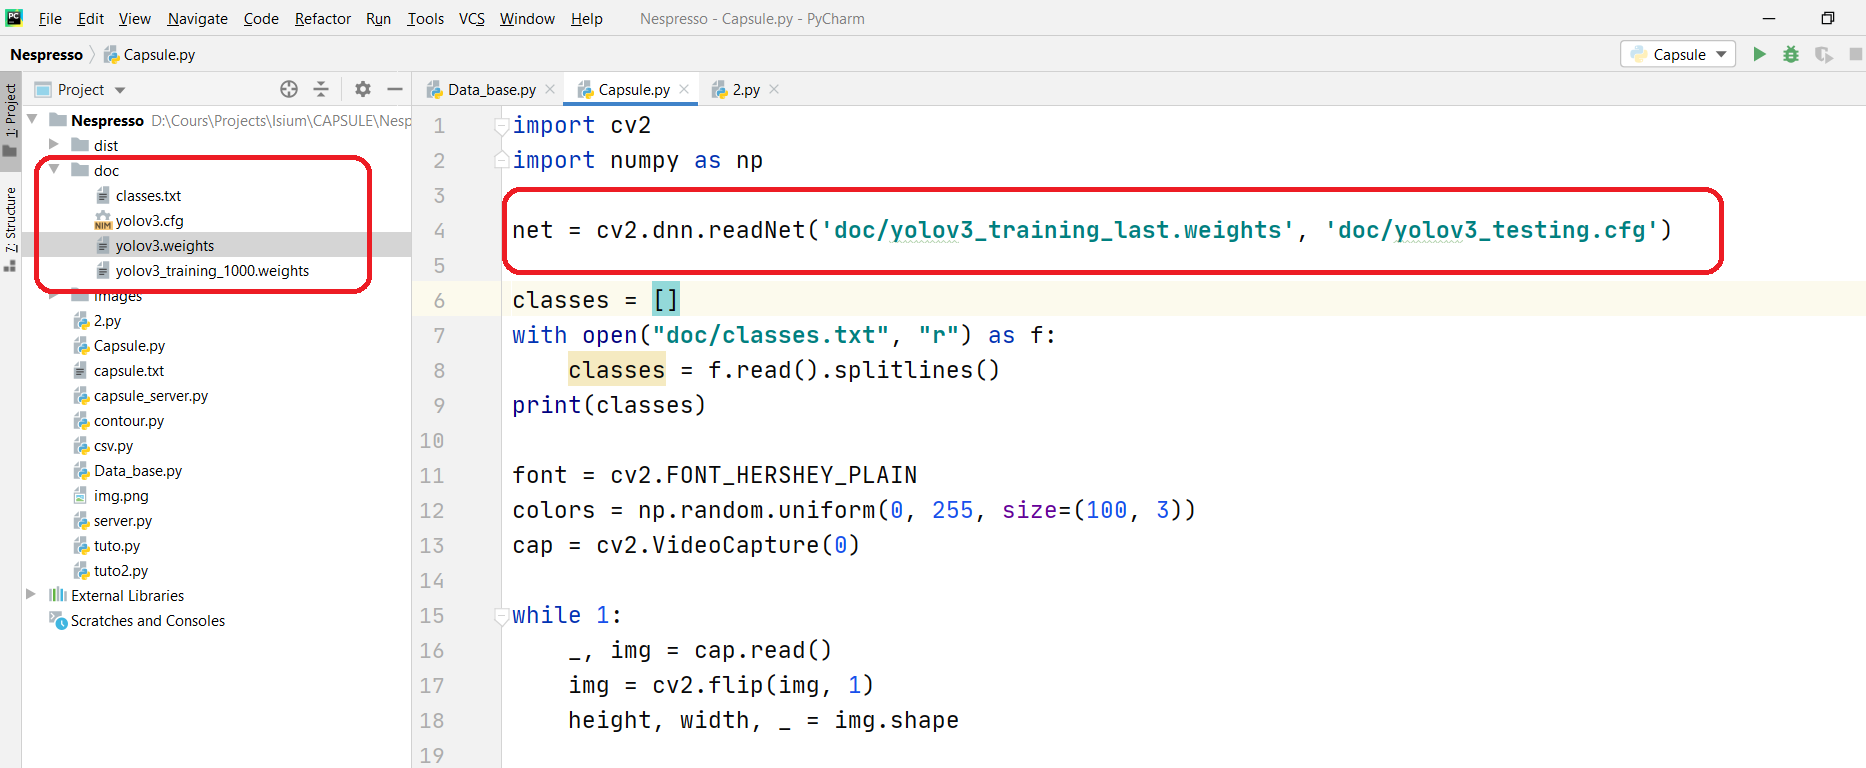 PC File Edit View Navigate Code Refactor Run Tools VCS Window Help Nespresso - Capsule.py - PyCharm
Nespresso Capsule.py Capsule
1: Project
Z: Structure
Project
Nespresso D:\Cours\Projects\Isium\CAPSULE\Nesp
dist
doc
classes.txt
NIM yolov3.cfg
yolov3.weights
yolov3_training_1000.weights
images
2.py
Capsule.py
capsule.txt
capsule_server.py
contour.py
csv.py
Data_base.py
img.png
server.py
tuto.py
tuto2.py
External Libraries
Scratches and Consoles
Data_base.py Capsule.py 2.py
1 import cv2
2 import numpy as np
3
4 net = cv2.dnn.readNet('doc/yolov3_training_last.weights', 'doc/yolov3_testing.cfg')
5
6 classes = []
7 with open("doc/classes.txt", "r") as f:
8 classes = f.read().splitlines()
9 print(classes)
10
11 font = cv2.FONT_HERSHEY_PLAIN
12 colors = np.random.uniform(0, 255, size=(100, 3))
13 cap = cv2.VideoCapture(0)
14
15 while 1:
16 _, img = cap.read()
17 img = cv2.flip(img, 1)
18 height, width, _ = img.shape
19